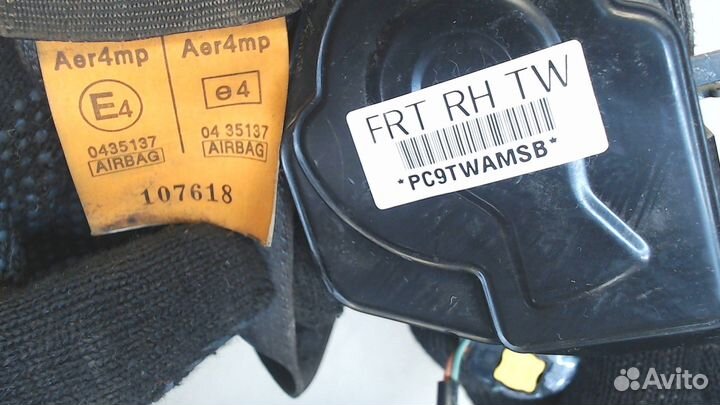 Aer4mp
E4
0435137
AIRBAG
Aer4mp
e4
04 35137
AIRBAG
107618
FRT RH TW
*PC9TWAMSB*
Avito